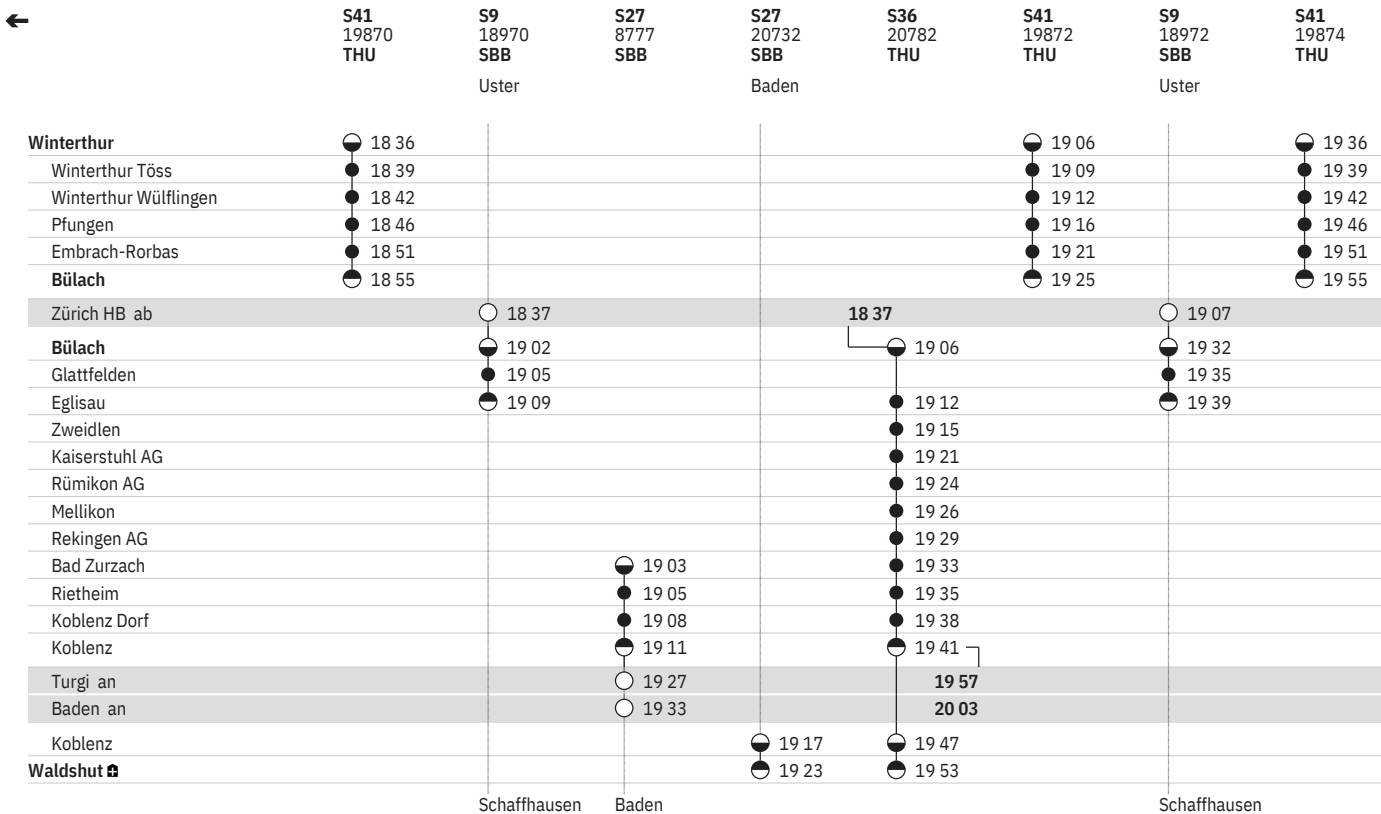 S41 S9 S27 S27 S36 S41 S9 S41
19870 18970 8777 20732 20782 19872 18972 19874
THU SBB SBB SBB THU THU SBB THU
Uster Baden Uster
Winterthur 18 36 19 06 19 36
Winterthur Töss 18 39 19 09 19 39
Winterthur Wülflingen 18 42 19 12 19 42
Pfungen 18 46 19 16 19 46
Embrach-Rorbas 18 51 19 21 19 51
Bülach 18 55 19 25 19 55
Zürich HB ab 18 37 18 37 19 07
Bülach 19 02 19 06 19 32
Glattfelden 19 05 19 35
Eglisau 19 09 19 12 19 39
Zweidlen 19 15
Kaiserstuhl AG 19 21
Rümikon AG 19 24
Mellikon 19 26
Rekingen AG 19 29
Bad Zurzach 19 03 19 33
Rietheim 19 05 19 35
Koblenz Dorf 19 08 19 38
Koblenz 19 11 19 41
Turgi an 19 27 19 57
Baden an 19 33 20 03
Koblenz 19 17 19 47
Waldshut 19 23 19 53
Schaffhausen Baden Schaffhausen